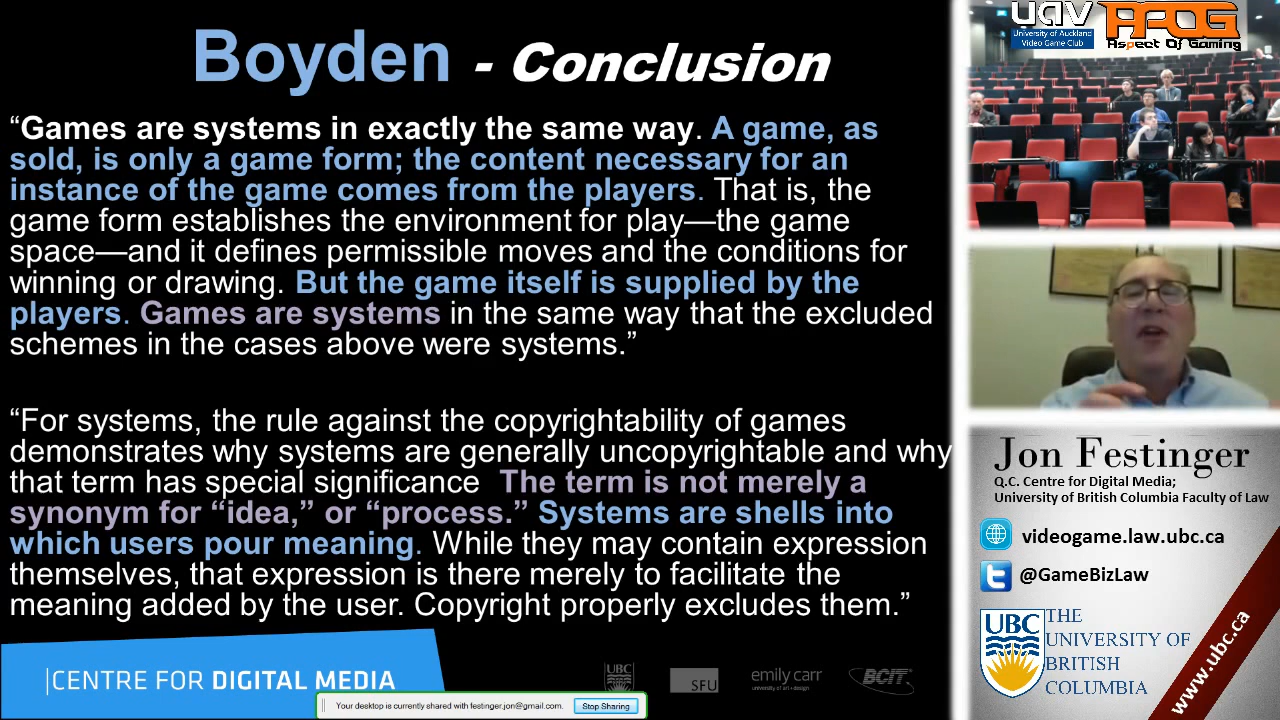 Boyden - Conclusion
“Games are systems in exactly the same way. A game, as
sold, is only a game form; the content necessary for an
instance of the game comes from the players. That is, the
game form establishes the environment for play—the game
space—and it defines permissible moves and the conditions for
winning or drawing. But the game itself is supplied by the
players. Games are systems in the same way that the excluded
schemes in the cases above were systems.”
“For systems, the rule against the copyrightability of games
demonstrates why systems are generally uncopyrightable and why
that term has special significance The term is not merely a
synonym for “idea,” or “process.” Systems are shells into
which users pour meaning. While they may contain expression
themselves, that expression is there merely to facilitate the
meaning added by the user. Copyright properly excludes them.”
|CENTRE FOR DIGITAL MEDIA
UBC
SFU
emily carr
university of art + design
BCIT
Your desktop is currently shared with festinger.jon@gmail.com.
Stop Sharing
University of Auckland
Video Game Club
Aspect Of Gaming
Jon Festinger
Q.C. Centre for Digital Media;
University of British Columbia Faculty of Law
videogame.law.ubc.ca
@GameBizLaw
UBC
THE
UNIVERSITY OF
BRITISH
COLUMBIA
www.ubc.ca